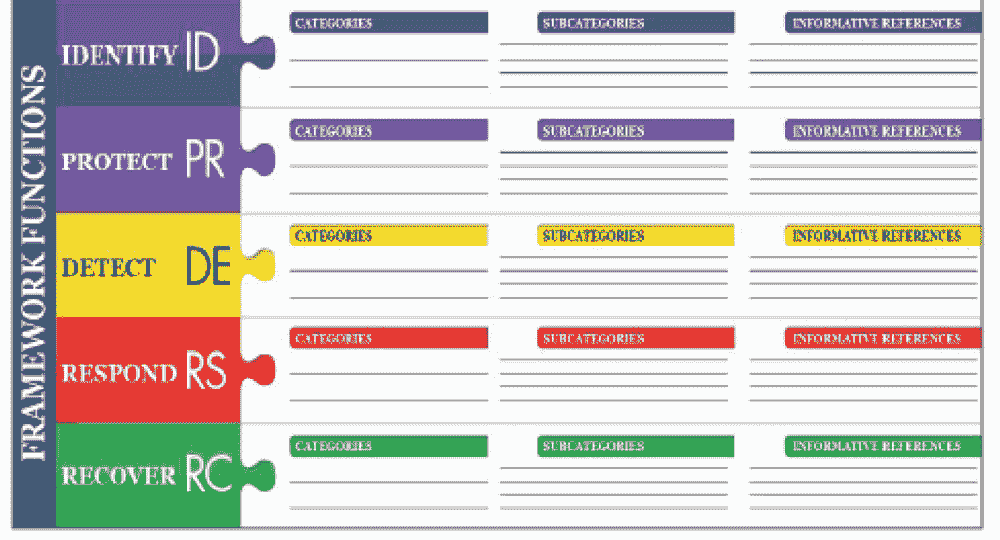 FRAMEWORK FUNCTIONS
IDENTIFY ID
CATEGORIES
SUBCATEGORIES
INFORMATIVE REFERENCES
PROTECT PR
CATEGORIES
SUBCATEGORIES
INFORMATIVE REFERENCES
DETECT DE
CATEGORIES
SUBCATEGORIES
INFORMATIVE REFERENCES
RESPOND RS
CATEGORIES
SUBCATEGORIES
INFORMATIVE REFERENCES
RECOVER RC
CATEGORIES
SUBCATEGORIES
INFORMATIVE REFERENCES